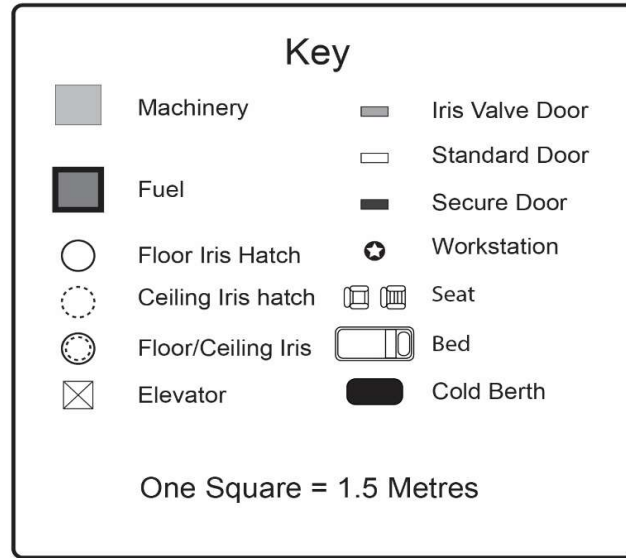 Key
Machinery
Fuel
Floor Iris Hatch
Ceiling Iris hatch
Floor/Ceiling Iris
Elevator
Iris Valve Door
Standard Door
Secure Door
Workstation
Seat
Bed
Cold Berth
One Square = 1.5 Metres